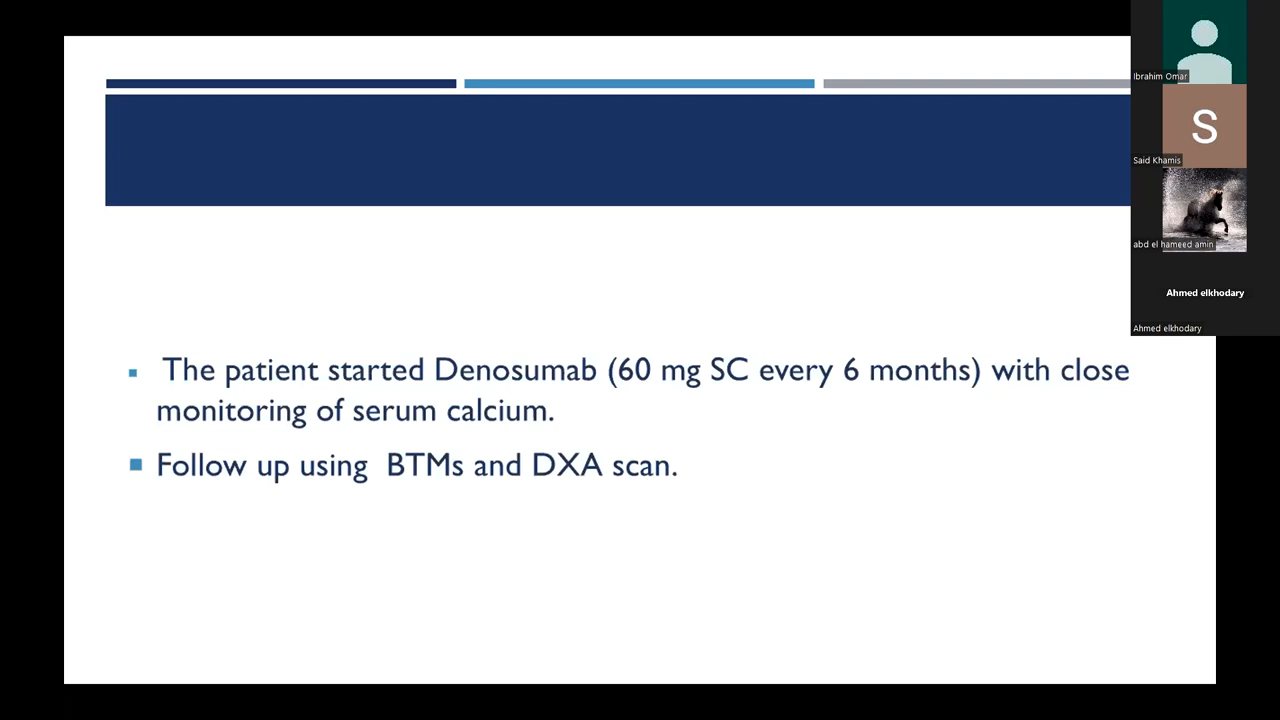 Ibrahim Omar
S
Said Khamis
abd el hameed amin
Ahmed elkhodary
Ahmed elkhodary
▪ The patient started Denosumab (60 mg SC every 6 months) with close
monitoring of serum calcium.
▪ Follow up using BTMs and DXA scan.